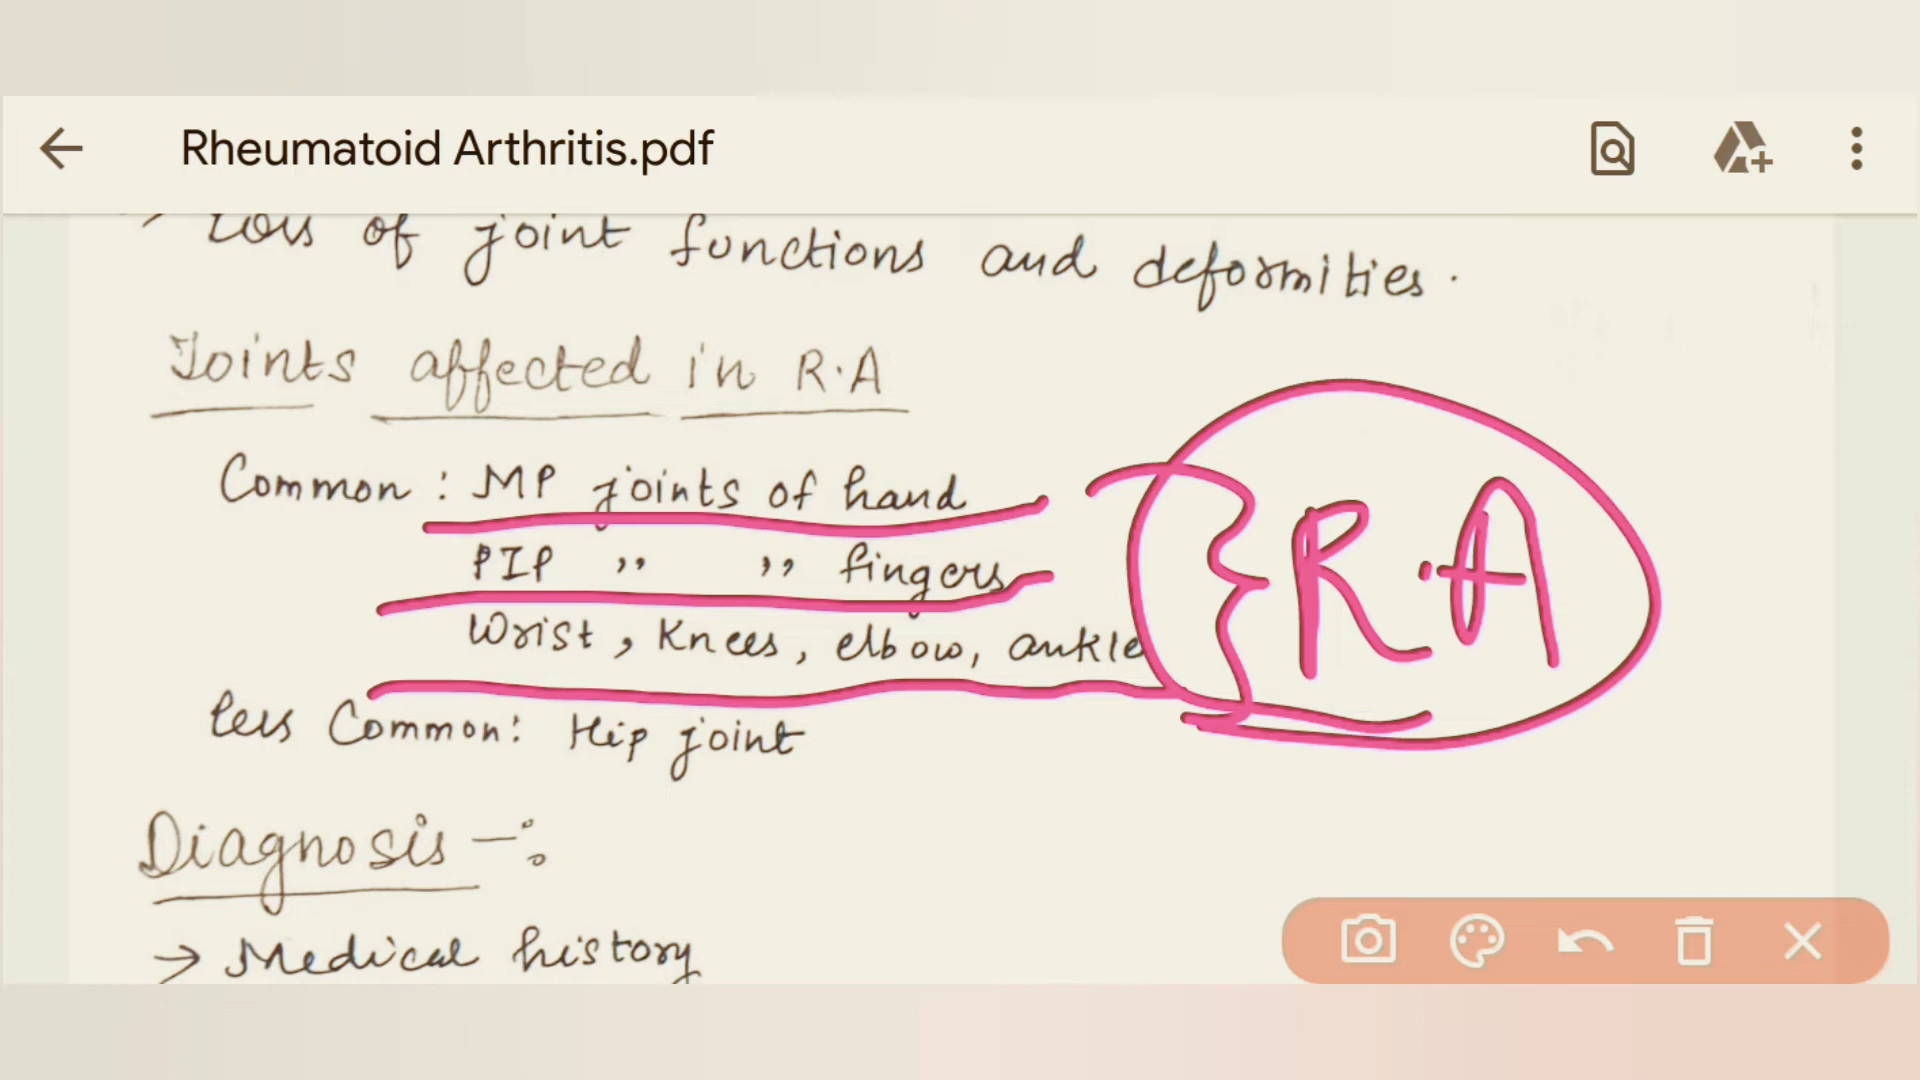 Rheumatoid Arthritis.pdf
→ Loss of joint functions and deformities.
Joints affected in R.A
Common : MP joints of hand
PIP ,, ,, fingers
Wrist, Knees, elbow, ankle
} R.A
less Common: Hip joint
Diagnosis -:
→ Medical history